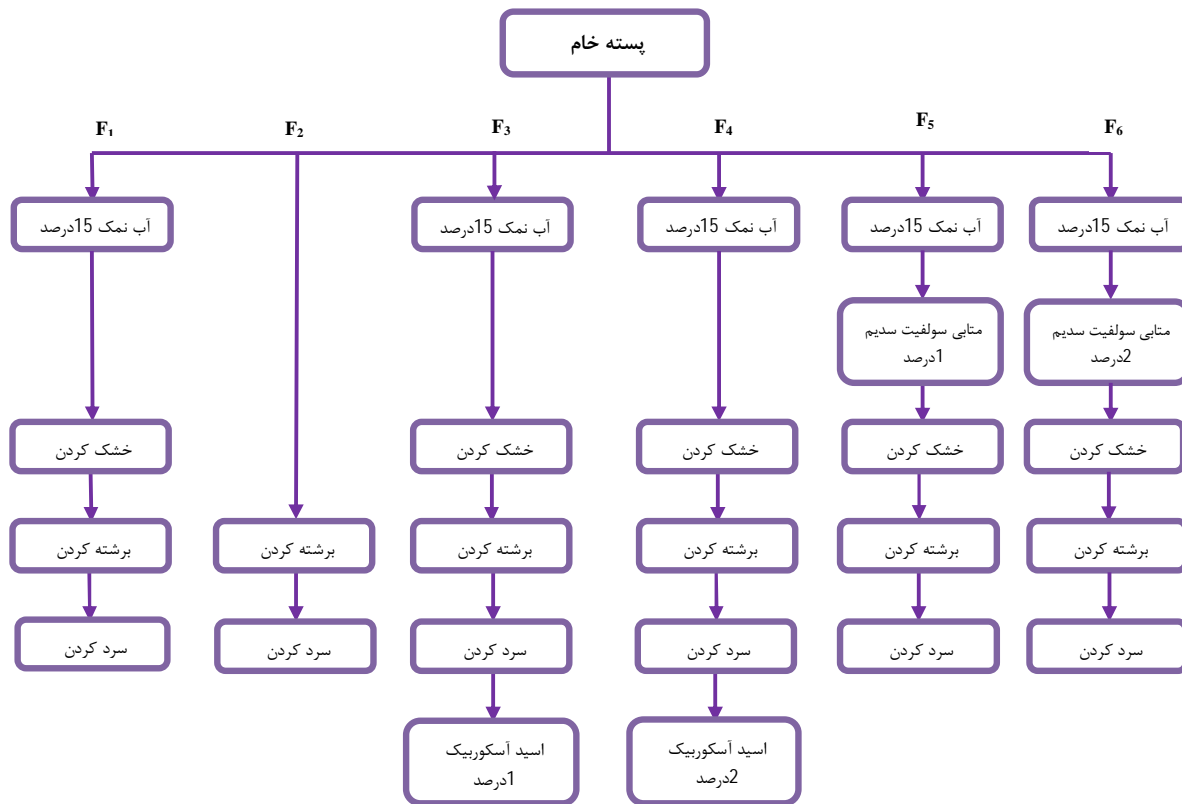 پسته خام
F1
F2
F3
F4
F5
F6
آب نمک 15درصد
آب نمک 15درصد
آب نمک 15درصد
آب نمک 15درصد
آب نمک 15درصد
متابی سولفیت سدیم
1درصد
متابی سولفیت سدیم
2درصد
خشک کردن
خشک کردن
خشک کردن
خشک کردن
خشک کردن
برشته کردن
برشته کردن
برشته کردن
برشته کردن
برشته کردن
برشته کردن
سرد کردن
سرد کردن
سرد کردن
سرد کردن
سرد کردن
سرد کردن
اسید آسکوربیک
1درصد
اسید آسکوربیک
2درصد